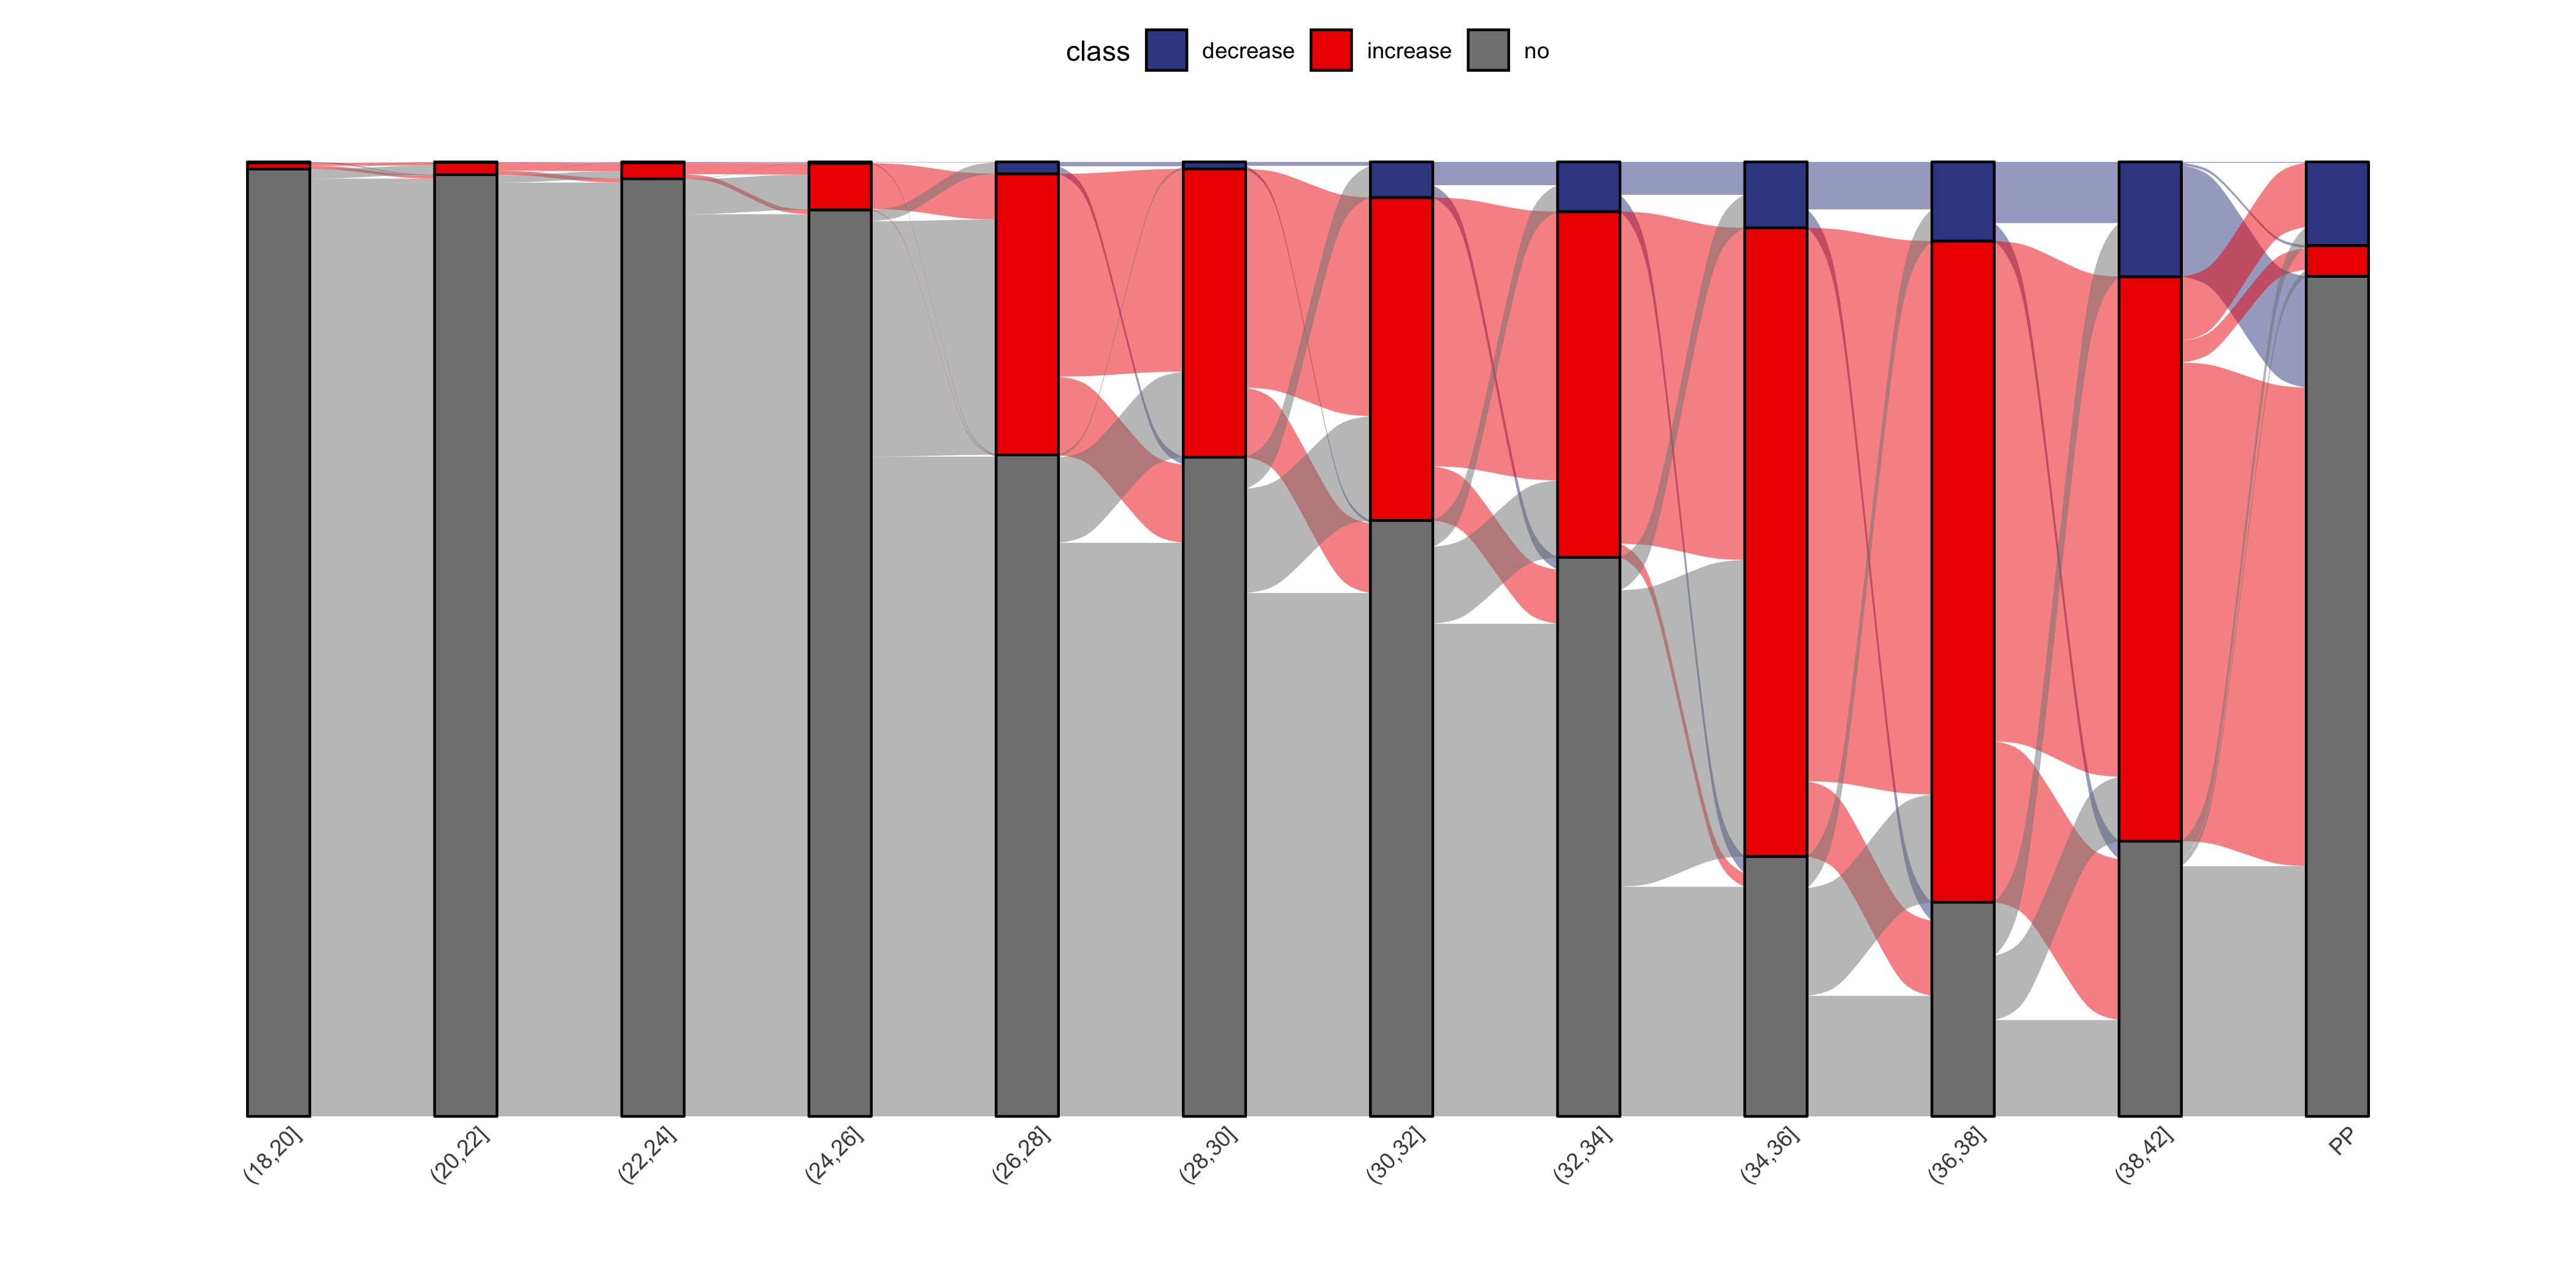 class decrease increase no
(18,20] (20,22] (22,24] (24,26] (26,28] (28,30] (30,32] (32,34] (34,36] (36,38] (38,42] PP